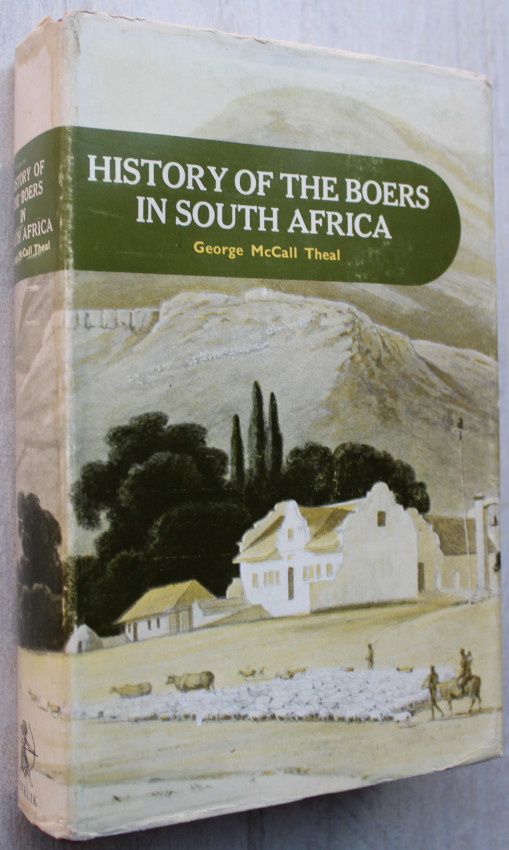 HISTORY OF THE BOERS
IN SOUTH AFRICA
George McCall Theal
HISTORY OF
THE BOERS
IN
SOUTH AFRICA
McCall Theal